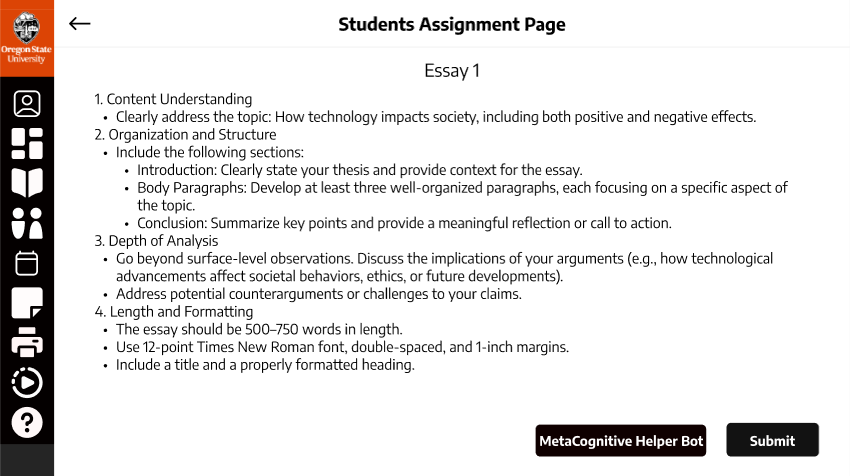 Students Assignment Page
Oregon State
University
Essay 1
1. Content Understanding
• Clearly address the topic: How technology impacts society, including both positive and negative effects.
2. Organization and Structure
• Include the following sections:
• Introduction: Clearly state your thesis and provide context for the essay.
• Body Paragraphs: Develop at least three well-organized paragraphs, each focusing on a specific aspect of
the topic.
• Conclusion: Summarize key points and provide a meaningful reflection or call to action.
3. Depth of Analysis
• Go beyond surface-level observations. Discuss the implications of your arguments (e.g., how technological
advancements affect societal behaviors, ethics, or future developments).
• Address potential counterarguments or challenges to your claims.
4. Length and Formatting
• The essay should be 500–750 words in length.
• Use 12-point Times New Roman font, double-spaced, and 1-inch margins.
• Include a title and a properly formatted heading.
MetaCognitive Helper Bot
Submit